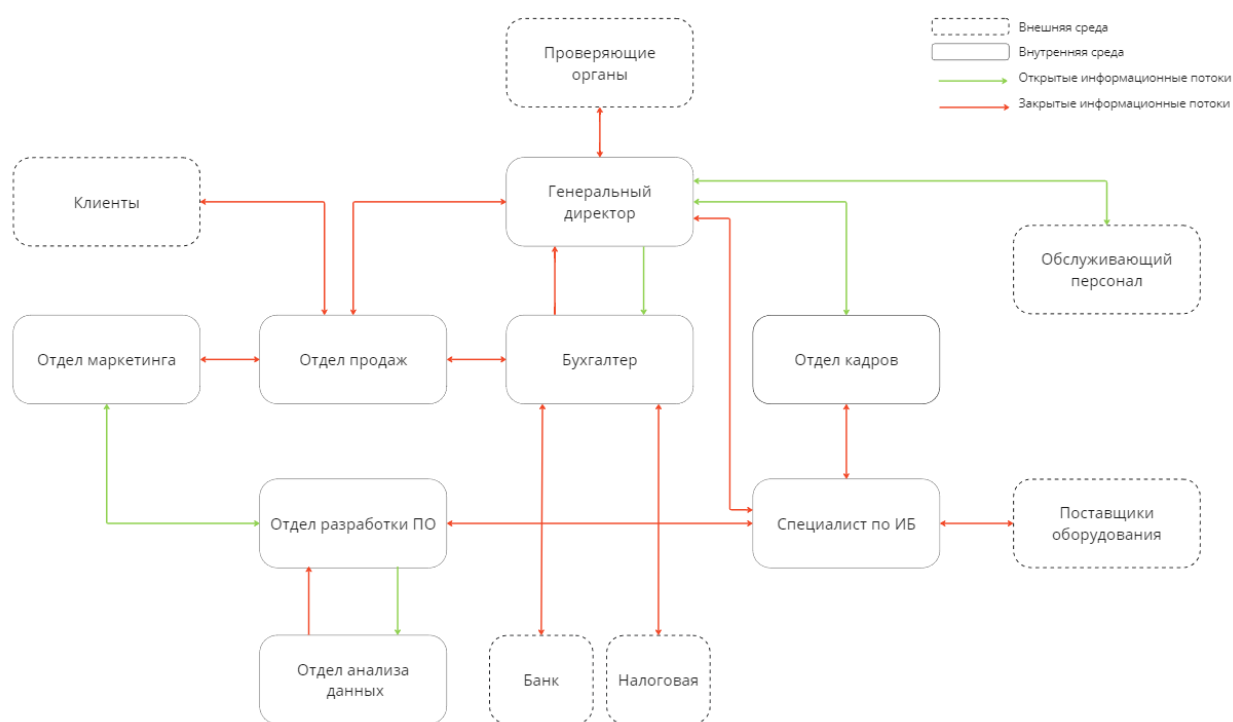 Внешняя среда
Внутренняя среда
Открытые информационные потоки
Закрытые информационные потоки
Проверяющие
органы
Клиенты
Генеральный
директор
Обслуживающий
персонал
Отдел маркетинга
Отдел продаж
Бухгалтер
Отдел кадров
Отдел разработки ПО
Специалист по ИБ
Поставщики
оборудования
Отдел анализа
данных
Банк
Налоговая